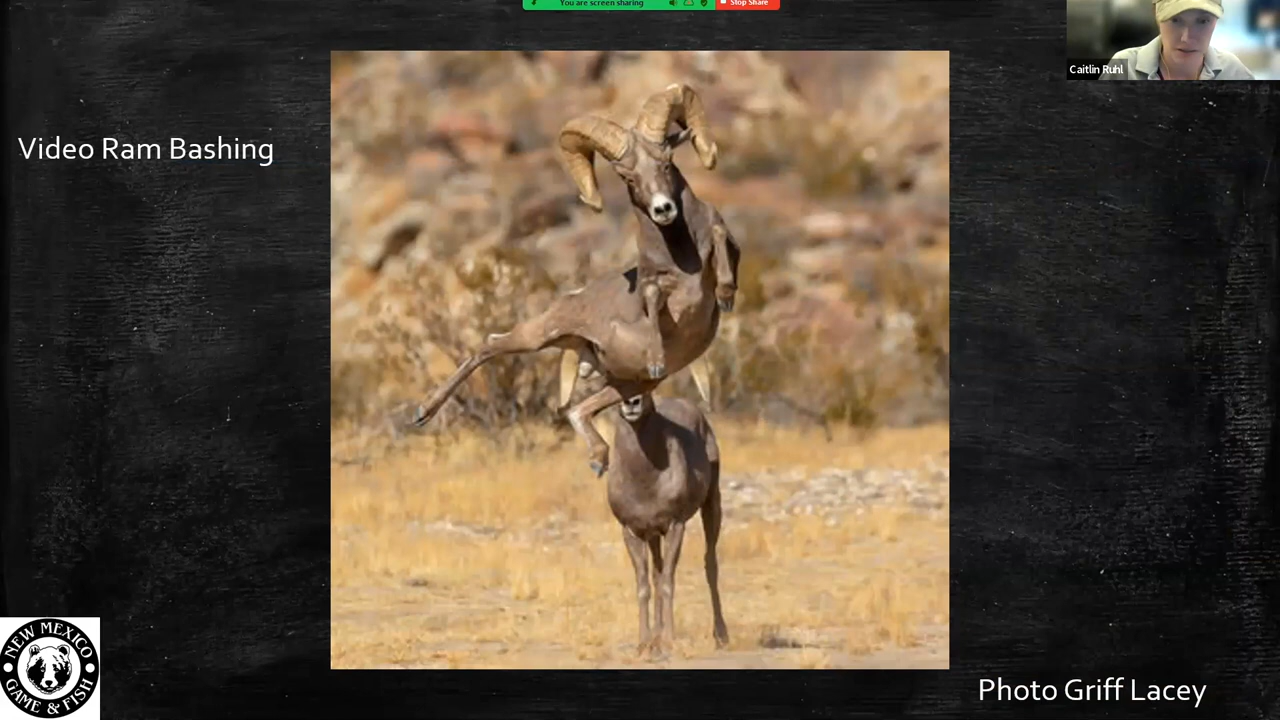 You are screen sharing
Stop Share
Caitlin Ruhl
Video Ram Bashing
NEW MEXICO
GAME & FISH
Photo Griff Lacey